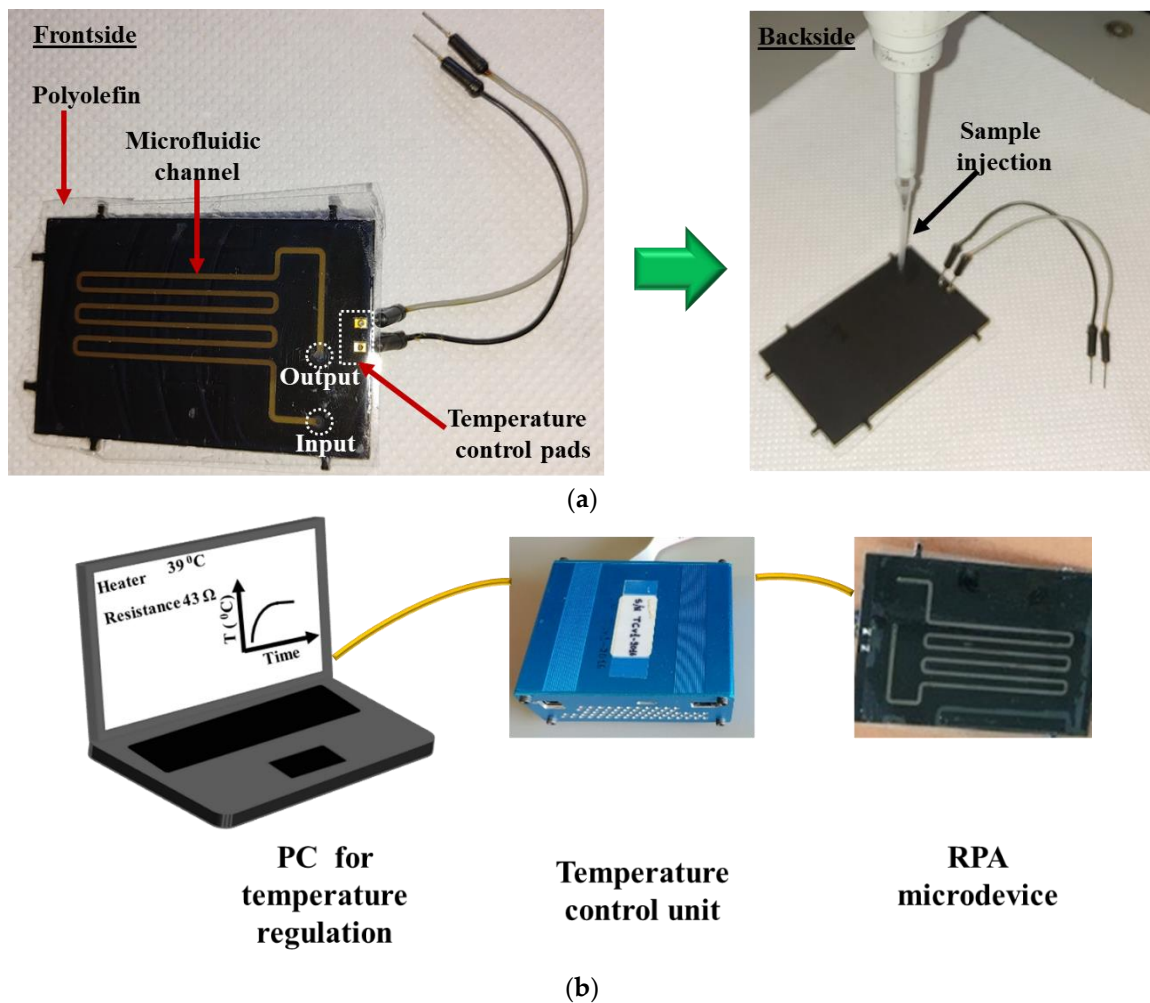 Frontside
Polyolefin
Microfluidic
channel
Output
Input
Temperature
control pads
Backside
Sample
injection
(a)
Heater 39 ⁰C
Resistance 43 Ω
T (⁰C)
Time
S/N TCV1-
PC for
temperature
regulation
Temperature
control unit
RPA
microdevice
(b)